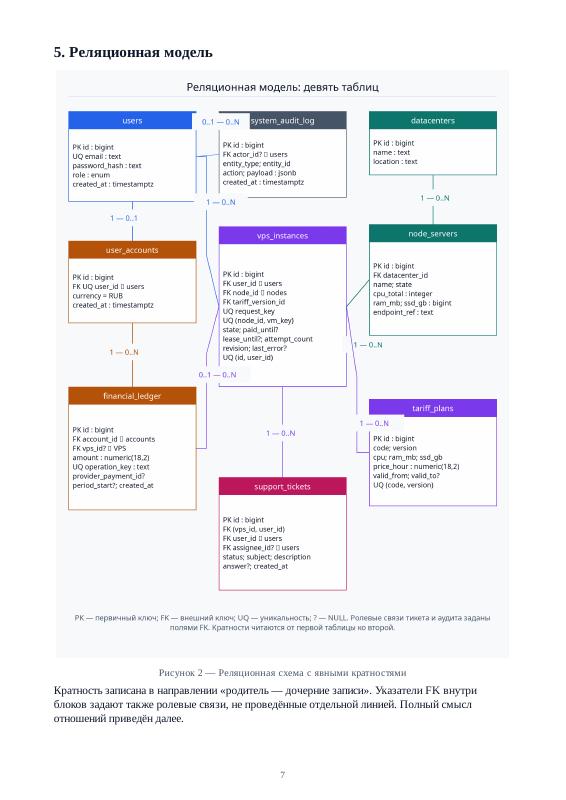 5. Реляционная модель
Реляционная модель: девять таблиц
users
PK id : bigint
UQ email : text
password_hash : text
role : enum
created_at : timestamptz
0..1 — 0..N
system_audit_log
PK id : bigint
FK actor_id? ▯ users
entity_type; entity_id
action; payload : jsonb
created_at : timestamptz
datacenters
PK id : bigint
name : text
location : text
1 — 0..N
1 — 0..N
1 — 0..1
user_accounts
PK id : bigint
FK UQ user_id ▯ users
currency = RUB
created_at : timestamptz
vps_instances
PK id : bigint
FK user_id ▯ users
FK node_id ▯ nodes
FK tariff_version_id
UQ request_key
UQ (node_id, vm_key)
state; paid_until?
lease_until?; attempt_count
revision; last_error?
UQ (id, user_id)
node_servers
PK id : bigint
FK datacenter_id
name; state
cpu_total : integer
ram_mb; ssd_gb : bigint
endpoint_ref : text
1 — 0..N
1 — 0..N
0..1 — 0..N
financial_ledger
PK id : bigint
FK account_id ▯ accounts
FK vps_id? ▯ VPS
amount : numeric(18,2)
UQ operation_key : text
provider_payment_id?
period_start?; created_at
1 — 0..N
tariff_plans
1 — 0..N
PK id : bigint
code; version
cpu; ram_mb; ssd_gb
price_hour : numeric(18,2)
valid_from; valid_to?
UQ (code, version)
support_tickets
PK id : bigint
FK (vps_id, user_id)
FK user_id ▯ users
FK assignee_id? ▯ users
status; subject; description
answer?; created_at
PK — первичный ключ; FK — внешний ключ; UQ — уникальность; ? — NULL. Ролевые связи тикета и аудита заданы
полями FK. Кратности читаются от первой таблицы ко второй.
Рисунок 2 — Реляционная схема с явными кратностями
Кратность записана в направлении «родитель — дочерние записи». Указатели FK внутри
блоков задают также ролевые связи, не проведённые отдельной линией. Полный смысл
отношений приведён далее.
7